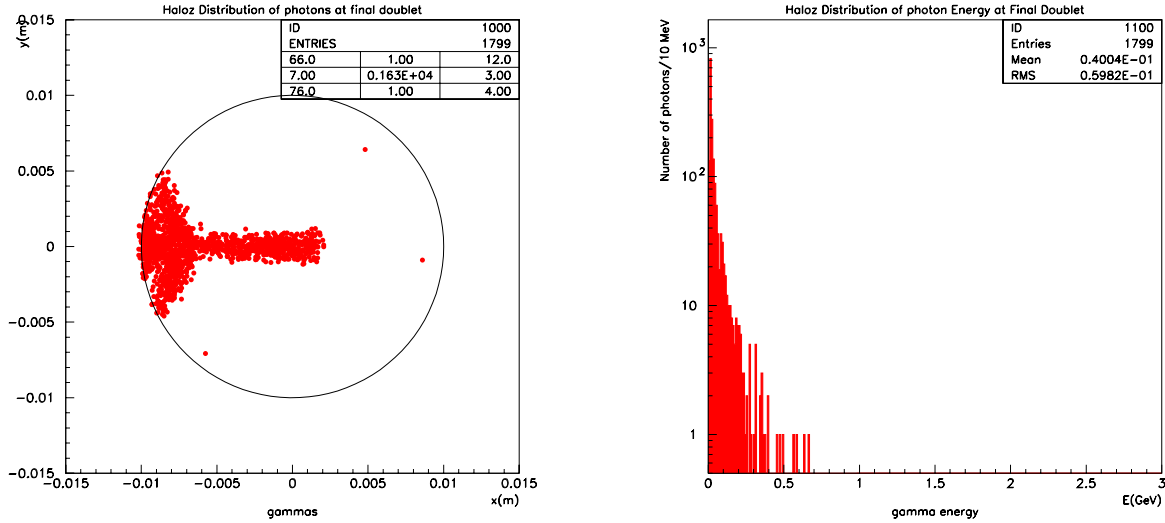 Haloz Distribution of photons at final doublet
y(m)
ID 1000
ENTRIES 1799
66.0 1.00 12.0
7.00 0.163E+04 3.00
76.0 1.00 4.00
0.015
0.01
0.005
0
−0.005
−0.01
−0.015
−0.015 −0.01 −0.005 0 0.005 0.01 0.015
x(m)
gammas
Haloz Distribution of photon Energy at Final Doublet
Number of photons/10 MeV
ID 1100
Entries 1799
Mean 0.4004E−01
RMS 0.5982E−01
10³
10²
10
1
0 0.5 1 1.5 2 2.5 3
E(GeV)
gamma energy